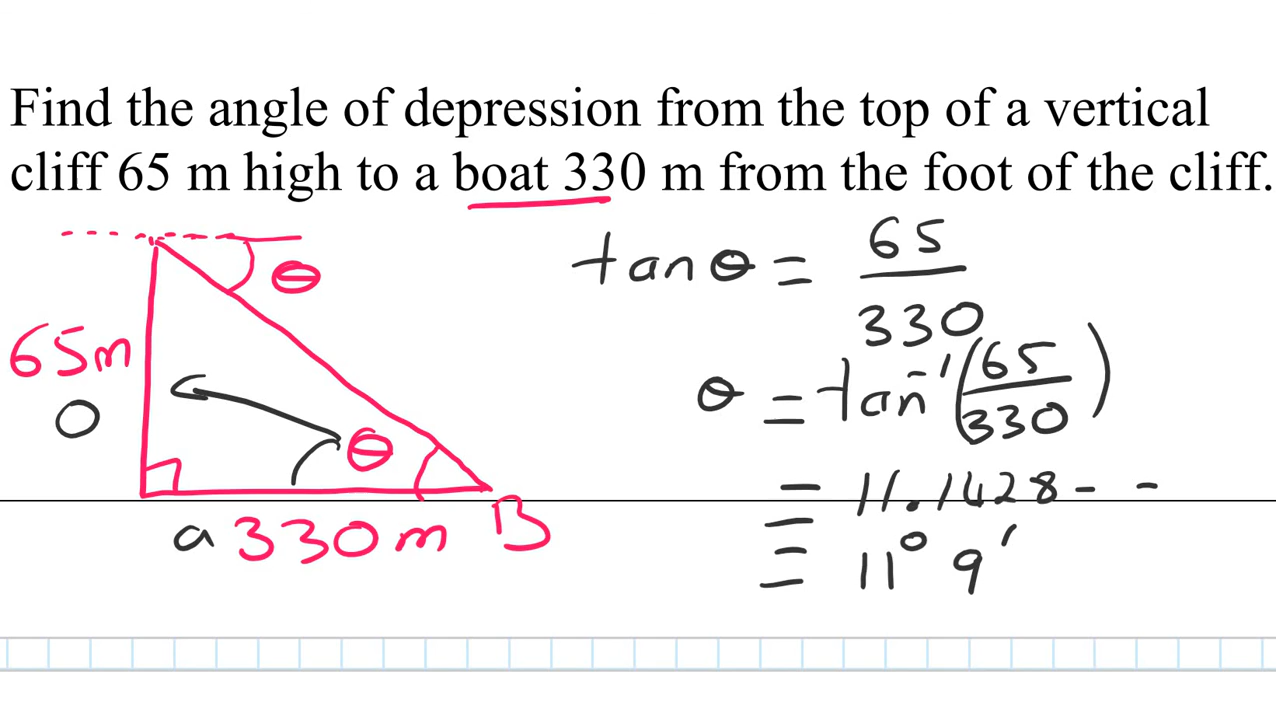 Find the angle of depression from the top of a vertical
cliff 65 m high to a boat 330 m from the foot of the cliff.
tan θ = 65/330
θ
65m
θ = tan⁻¹(65/330)
O
θ
= 11.1428--
a 330m B
≡ 11° 9'